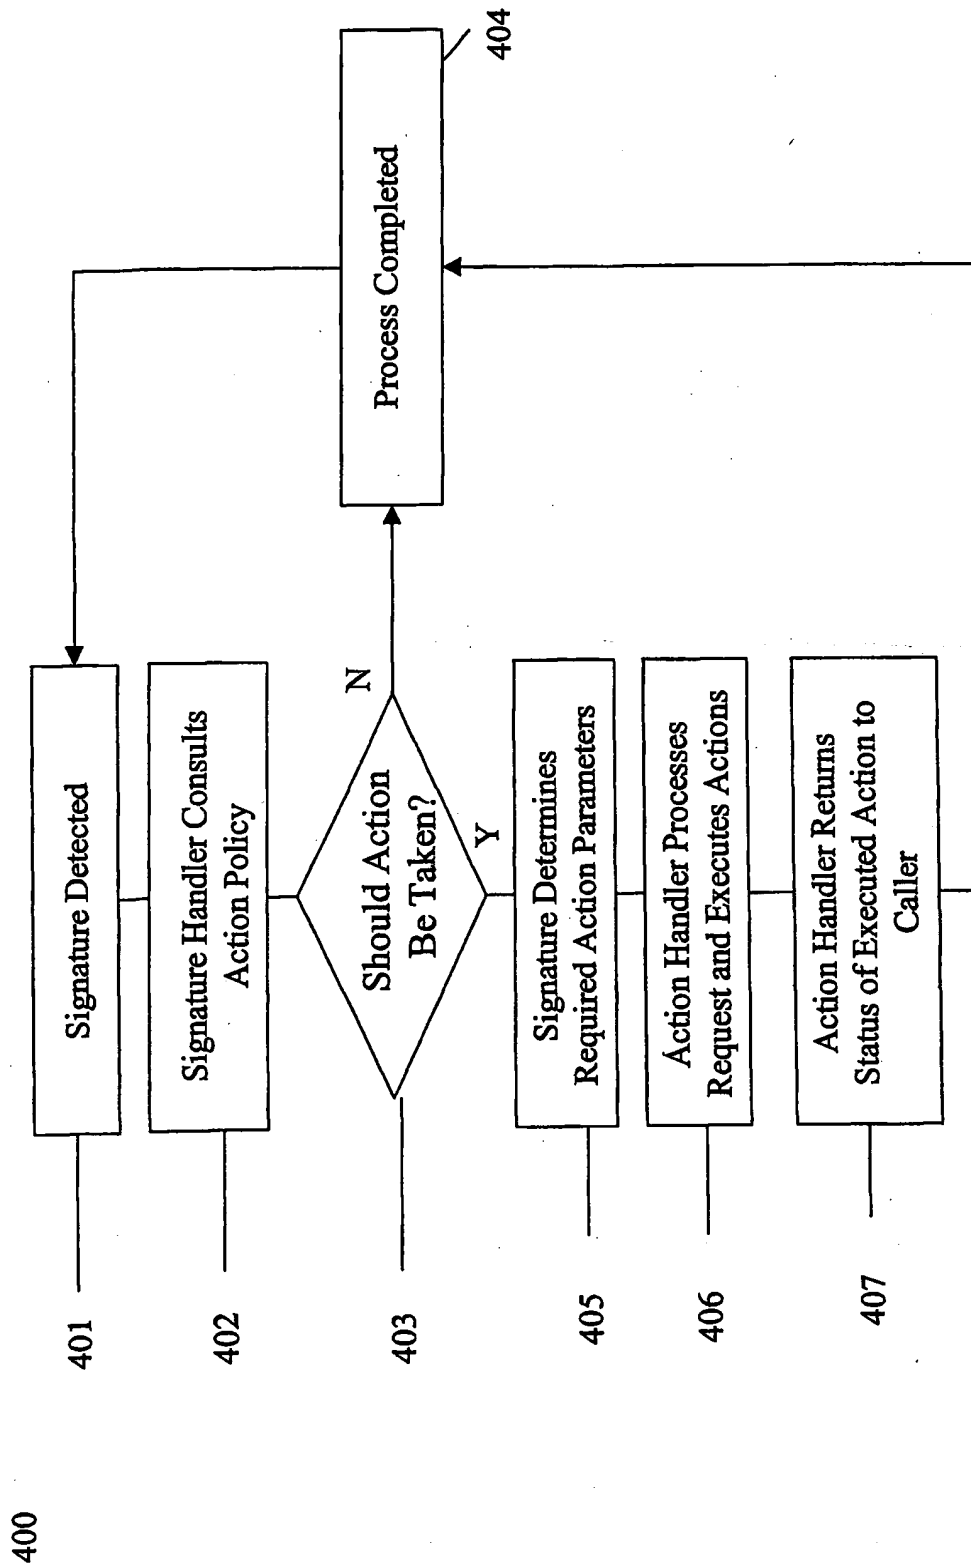 400
401
Signature Detected
402
Signature Handler Consults
Action Policy
403
Should Action
Be Taken?
N
Y
Process Completed
404
405
Signature Determines
Required Action Parameters
406
Action Handler Processes
Request and Executes Actions
407
Action Handler Returns
Status of Executed Action to
Caller